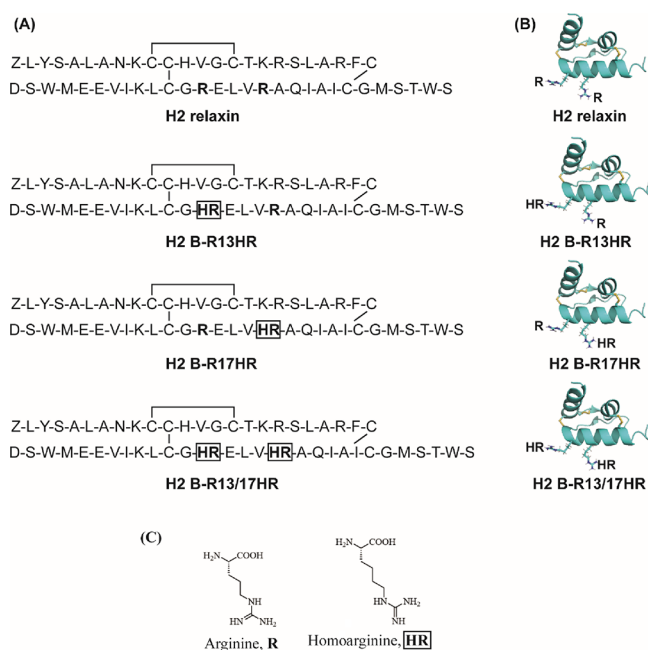 (A)
(B)
Z-L-Y-S-A-L-A-N-K-C-C-H-V-G-C-T-K-R-S-L-A-R-F-C
D-S-W-M-E-E-V-I-K-L-C-G-R-E-L-V-R-A-Q-I-A-I-C-G-M-S-T-W-S
H2 relaxin
R
R
H2 relaxin
Z-L-Y-S-A-L-A-N-K-C-C-H-V-G-C-T-K-R-S-L-A-R-F-C
D-S-W-M-E-E-V-I-K-L-C-G-HR-E-L-V-R-A-Q-I-A-I-C-G-M-S-T-W-S
H2 B-R13HR
HR
R
H2 B-R13HR
Z-L-Y-S-A-L-A-N-K-C-C-H-V-G-C-T-K-R-S-L-A-R-F-C
D-S-W-M-E-E-V-I-K-L-C-G-R-E-L-V-HR-A-Q-I-A-I-C-G-M-S-T-W-S
H2 B-R17HR
R
HR
H2 B-R17HR
Z-L-Y-S-A-L-A-N-K-C-C-H-V-G-C-T-K-R-S-L-A-R-F-C
D-S-W-M-E-E-V-I-K-L-C-G-HR-E-L-V-HR-A-Q-I-A-I-C-G-M-S-T-W-S
H2 B-R13/17HR
HR
HR
H2 B-R13/17HR
(C)
H₂N COOH
NH
HN NH₂
Arginine, R
H₂N COOH
HN NH₂
NH
Homoarginine, HR